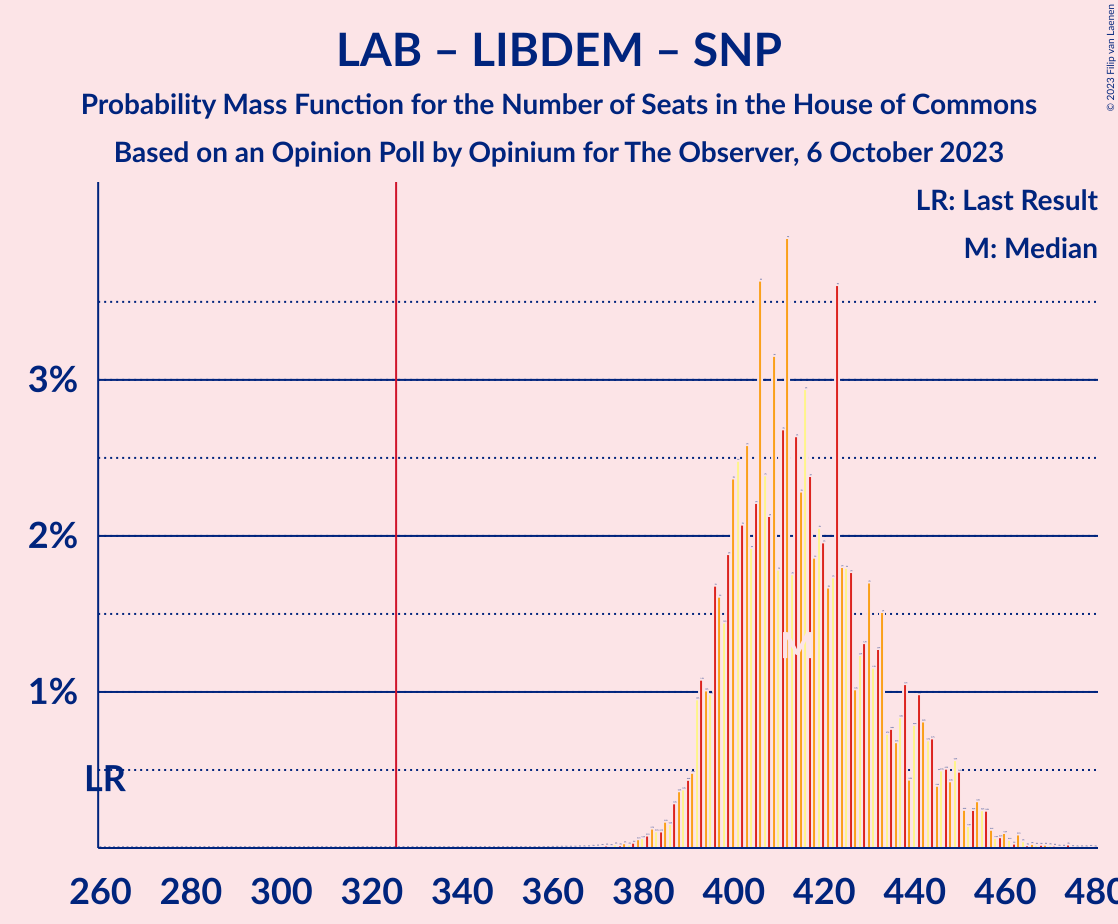 LAB – LIBDEM – SNP
Probability Mass Function for the Number of Seats in the House of Commons
Based on an Opinion Poll by Opinium for The Observer, 6 October 2023
© 2023 Filip van Laenen
LR: Last Result
M: Median
3%
2%
1%
M
LR
260 280 300 320 340 360 380 400 420 440 460 480